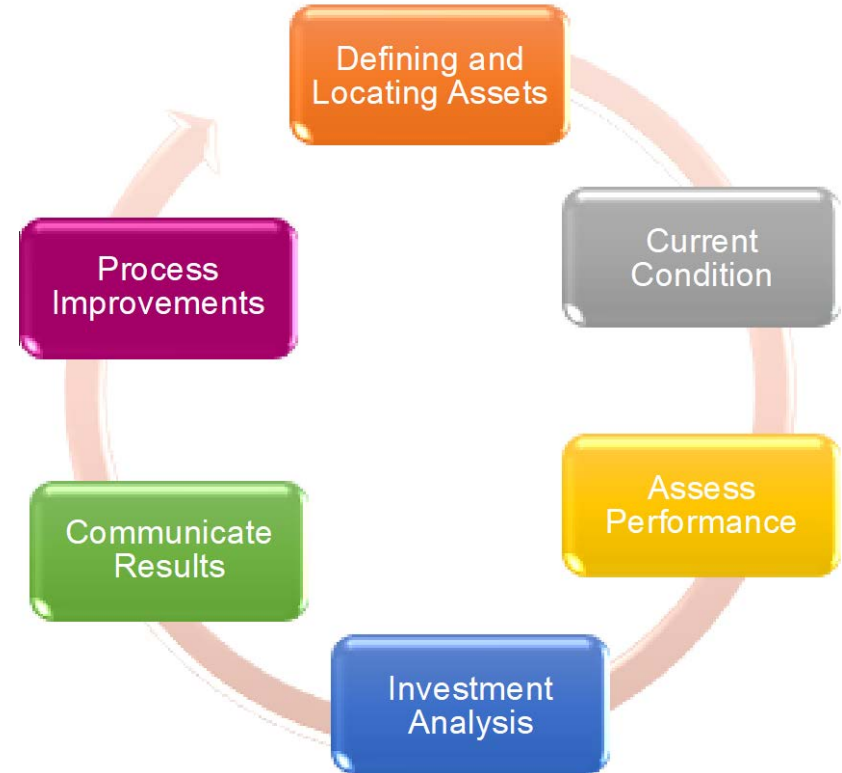 Defining and
Locating Assets
Current
Condition
Assess
Performance
Investment
Analysis
Communicate
Results
Process
Improvements